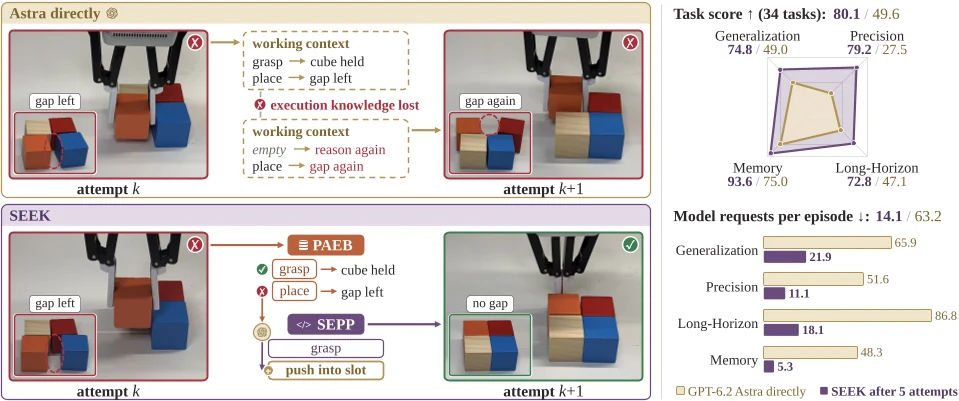 Astra directly
working context
grasp → cube held
place → gap left
execution knowledge lost
working context
empty → reason again
place → gap again
gap left
attempt k
gap again
attempt k+1
SEEK
gap left
attempt k
PAEB
grasp → cube held
place → gap left
</> SEPP
grasp
push into slot
no gap
attempt k+1
Task score ↑ (34 tasks): 80.1 / 49.6
Generalization
74.8 / 49.0
Precision
79.2 / 27.5
Memory
93.6 / 75.0
Long-Horizon
72.8 / 47.1
Model requests per episode ↓: 14.1 / 63.2
Generalization 65.9
21.9
Precision 51.6
11.1
Long-Horizon 86.8
18.1
Memory 48.3
5.3
GPT-6.2 Astra directly
SEEK after 5 attempts